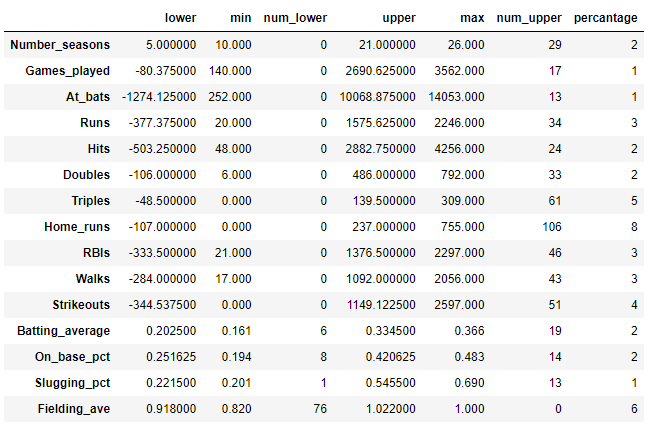 lower min num_lower upper max num_upper percantage
Number_seasons 5.000000 10.000 0 21.000000 26.000 29 2
Games_played -80.375000 140.000 0 2690.625000 3562.000 17 1
At_bats -1274.125000 252.000 0 10068.875000 14053.000 13 1
Runs -377.375000 20.000 0 1575.625000 2246.000 34 3
Hits -503.250000 48.000 0 2882.750000 4256.000 24 2
Doubles -106.000000 6.000 0 486.000000 792.000 33 2
Triples -48.500000 0.000 0 139.500000 309.000 61 5
Home_runs -107.000000 0.000 0 237.000000 755.000 106 8
RBIs -333.500000 21.000 0 1376.500000 2297.000 46 3
Walks -284.000000 17.000 0 1092.000000 2056.000 43 3
Strikeouts -344.537500 0.000 0 1149.122500 2597.000 51 4
Batting_average 0.202500 0.161 6 0.334500 0.366 19 2
On_base_pct 0.251625 0.194 8 0.420625 0.483 14 2
Slugging_pct 0.221500 0.201 1 0.545500 0.690 13 1
Fielding_ave 0.918000 0.820 76 1.022000 1.000 0 6